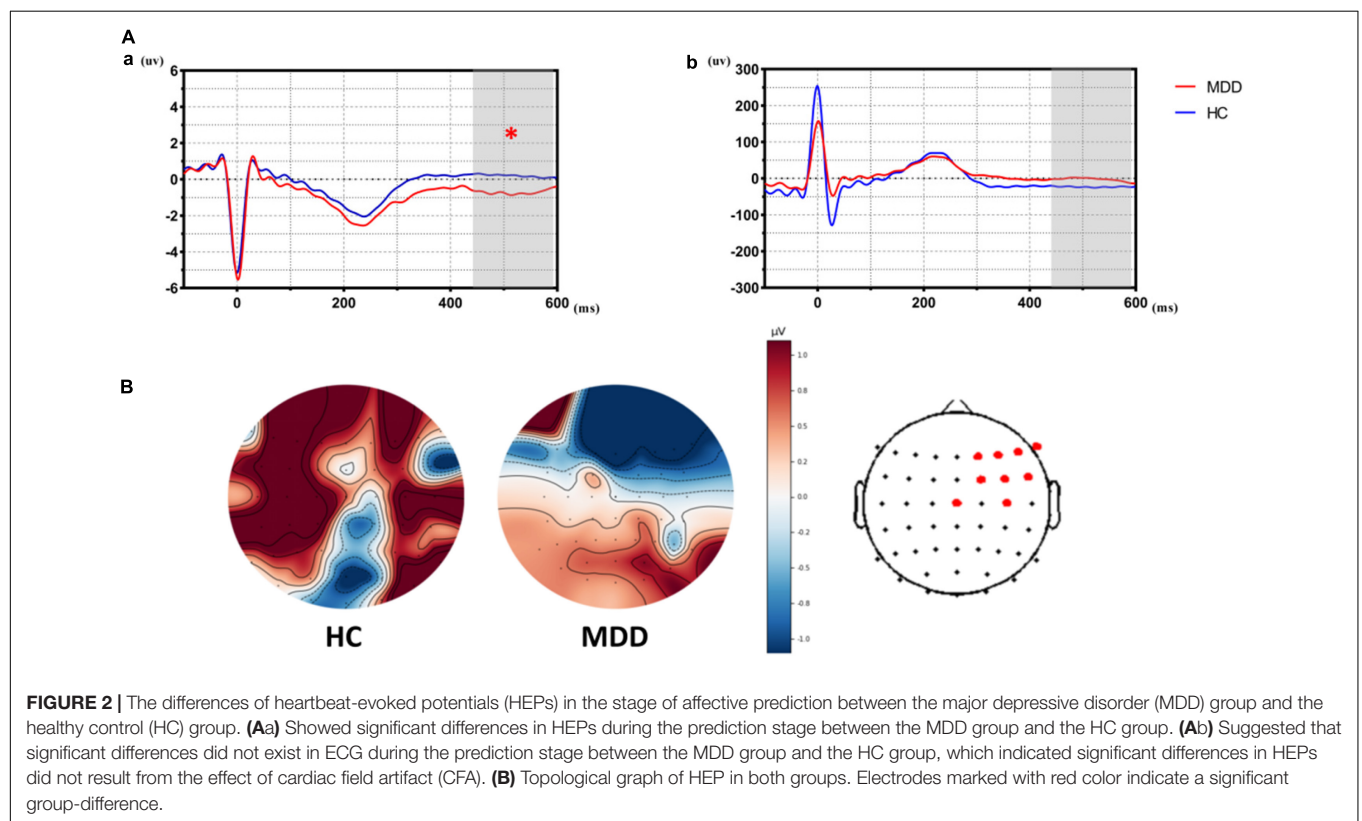 A
a (uv)
6
4
2
0
-2
-4
-6
0 200 400 600 (ms)
*
b (uv)
300
200
100
0
-100
-200
-300
0 200 400 600 (ms)
MDD
HC
B
HC
MDD
µV
1.0
0.8
0.6
0.4
0.2
0.0
-0.2
-0.5
-0.6
-0.8
-1.0
FIGURE 2 | The differences of heartbeat-evoked potentials (HEPs) in the stage of affective prediction between the major depressive disorder (MDD) group and the
healthy control (HC) group. (Aa) Showed significant differences in HEPs during the prediction stage between the MDD group and the HC group. (Ab) Suggested that
significant differences did not exist in ECG during the prediction stage between the MDD group and the HC group, which indicated significant differences in HEPs
did not result from the effect of cardiac field artifact (CFA). (B) Topological graph of HEP in both groups. Electrodes marked with red color indicate a significant
group-difference.